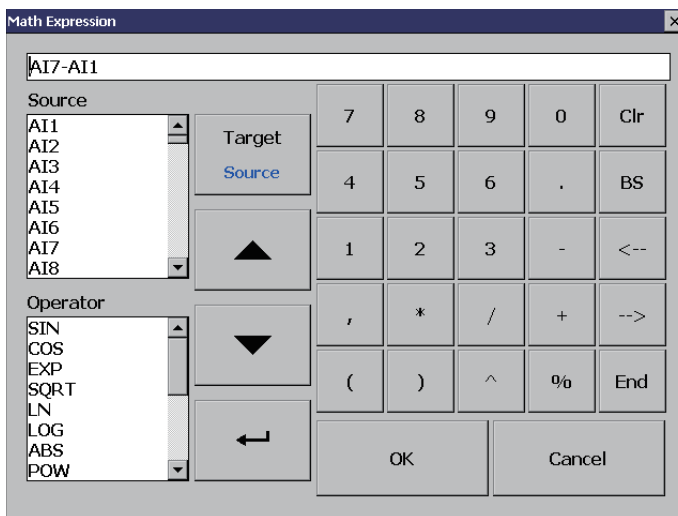 Math Expression
AI7-AI1
Source
AI1
AI2
AI3
AI4
AI5
AI6
AI7
AI8
Target
Source
Operator
SIN
COS
EXP
SQRT
LN
LOG
ABS
POW
7 8 9 0 Clr
4 5 6 . BS
1 2 3 - <--
, * / + -->
( ) ^ % End
OK Cancel